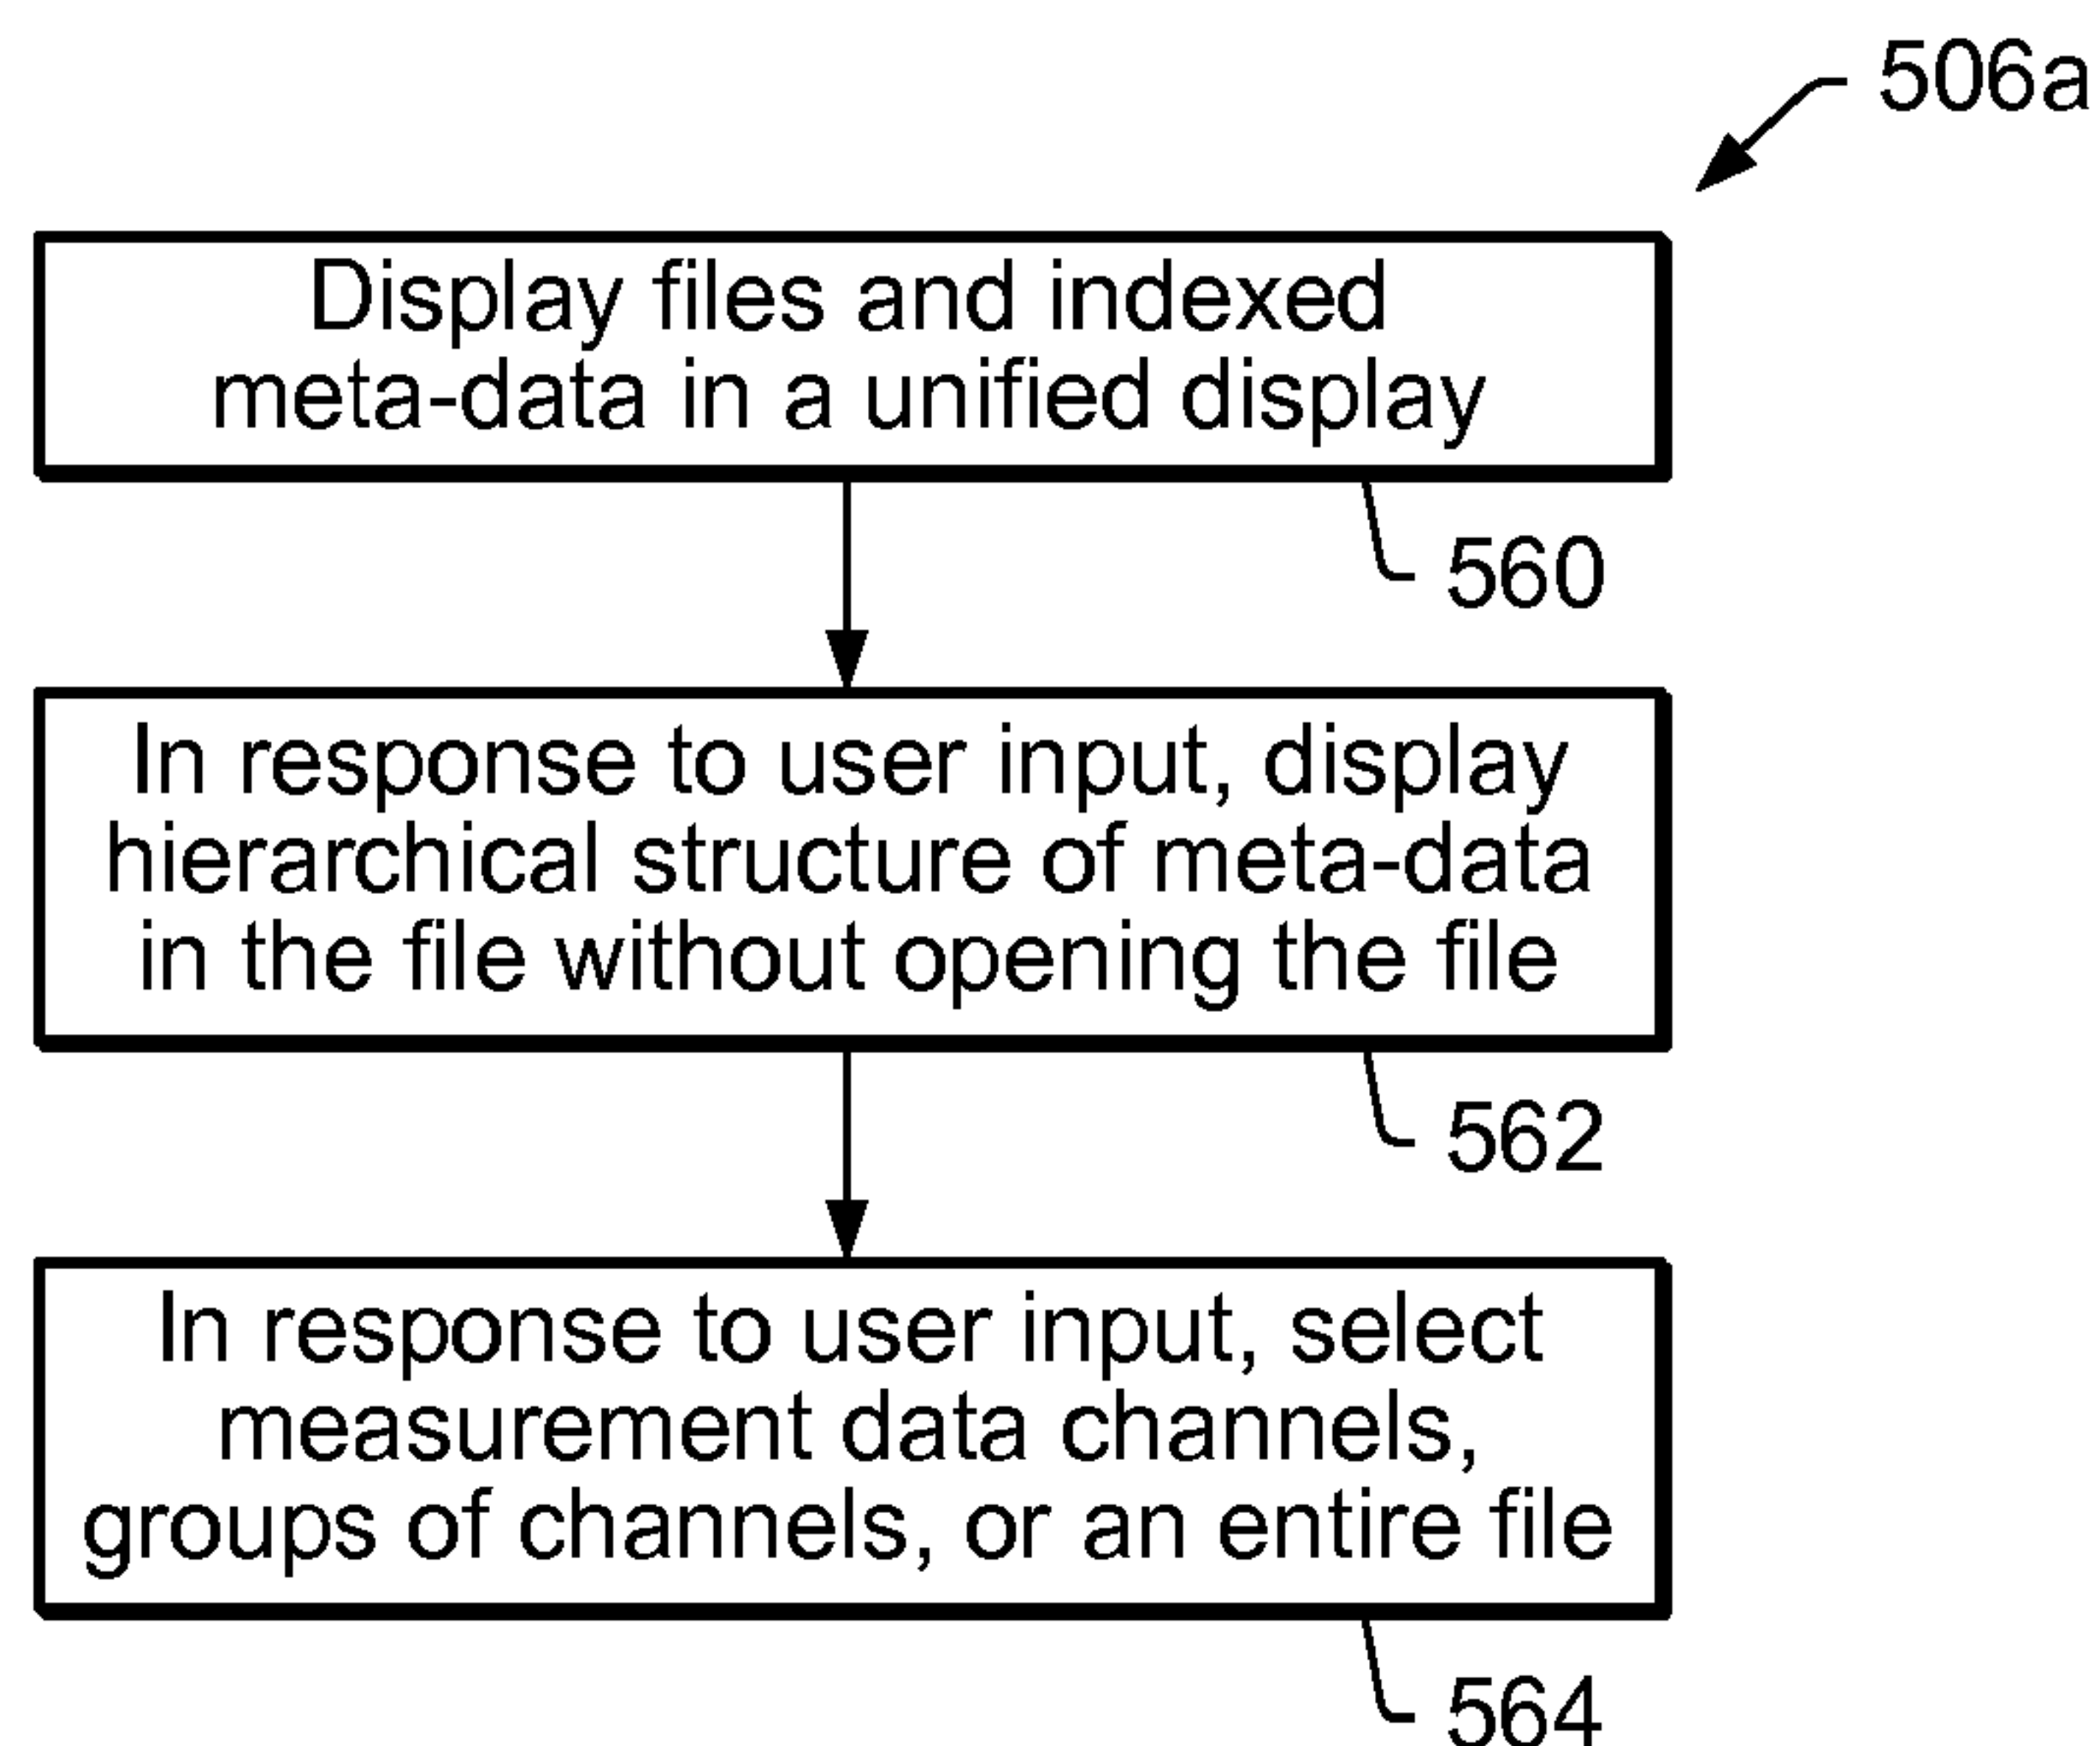 506a
Display files and indexed
meta-data in a unified display
560
In response to user input, display
hierarchical structure of meta-data
in the file without opening the file
562
In response to user input, select
measurement data channels,
groups of channels, or an entire file
564